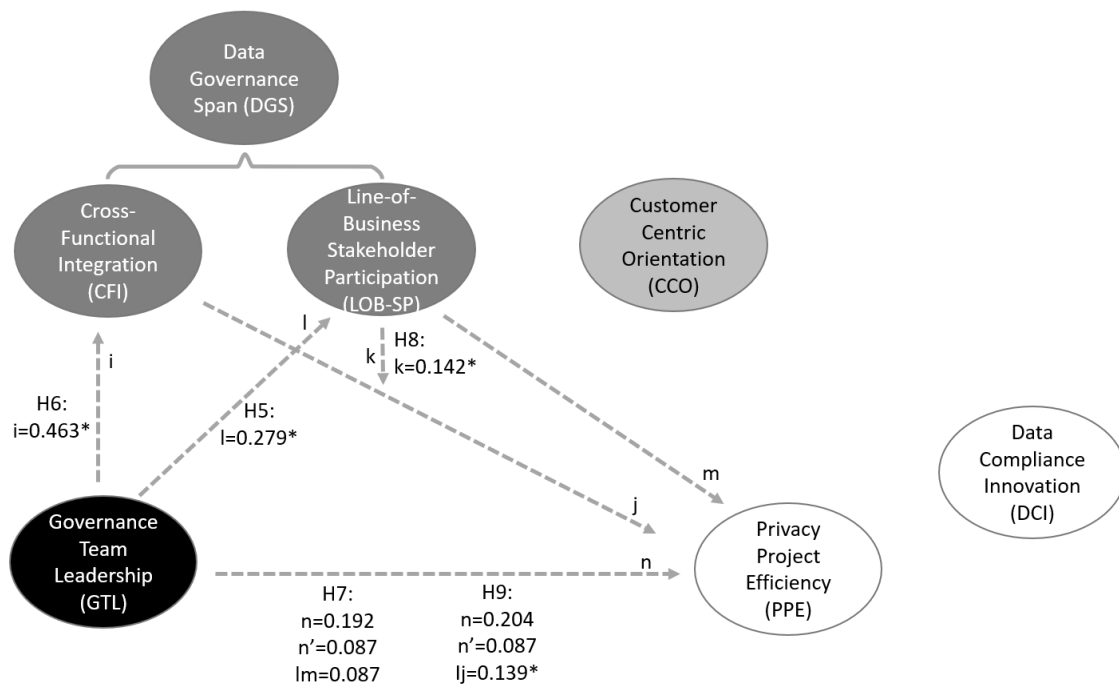 Data
Governance
Span (DGS)
Cross-
Functional
Integration
(CFI)
Line-of-
Business
Stakeholder
Participation
(LOB-SP)
Customer
Centric
Orientation
(CCO)
i
l
k
H8:
k=0.142*
H6:
i=0.463*
H5:
l=0.279*
m
j
n
Data
Compliance
Innovation
(DCI)
Governance
Team
Leadership
(GTL)
Privacy
Project
Efficiency
(PPE)
H7:
n=0.192
n’=0.087
lm=0.087
H9:
n=0.204
n’=0.087
Ij=0.139*